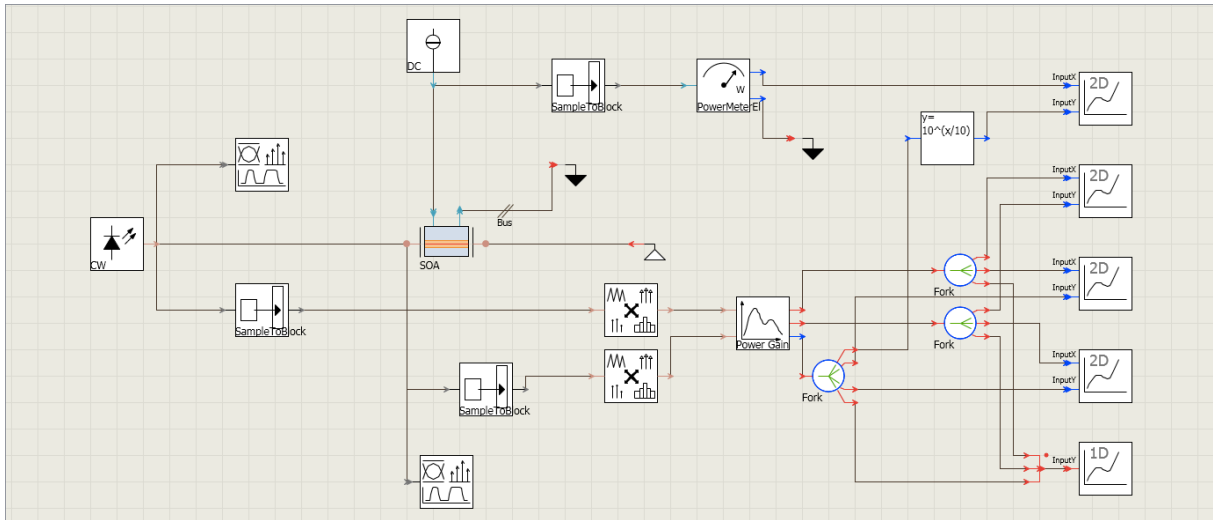 DC
SampleToBlock
W
PowerMeterEl
InputX
InputY
2D
y=
10^(x/10)
InputX
InputY
2D
Bus
CW
SOA
Fork
InputX
InputY
2D
SampleToBlock
Power Gain
Fork
InputX
InputY
2D
Fork
SampleToBlock
InputY
1D